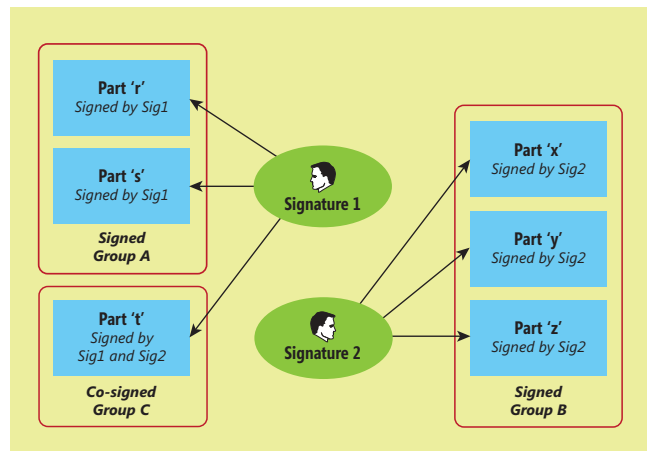 Part ‘r’
Signed by Sig1
Part ‘s’
Signed by Sig1
Signed
Group A
Part ‘t’
Signed by
Sig1 and Sig2
Co-signed
Group C
Signature 1
Signature 2
Part ‘x’
Signed by Sig2
Part ‘y’
Signed by Sig2
Part ‘z’
Signed by Sig2
Signed
Group B